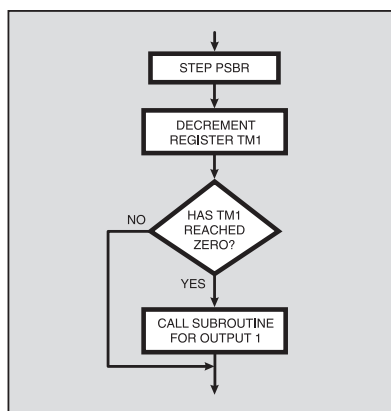 STEP PSBR
DECREMENT
REGISTER TM1
HAS TM1
REACHED
ZERO?
NO
YES
CALL SUBROUTINE
FOR OUTPUT 1